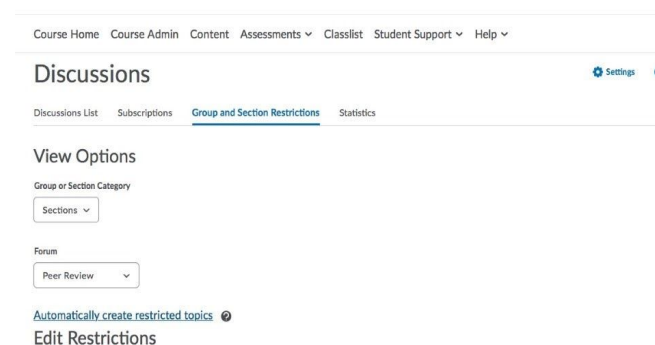 Course Home Course Admin Content Assessments Classlist Student Support Help
Discussions
Settings
Discussions List Subscriptions Group and Section Restrictions Statistics
View Options
Group or Section Category
Sections
Forum
Peer Review
Automatically create restricted topics
Edit Restrictions